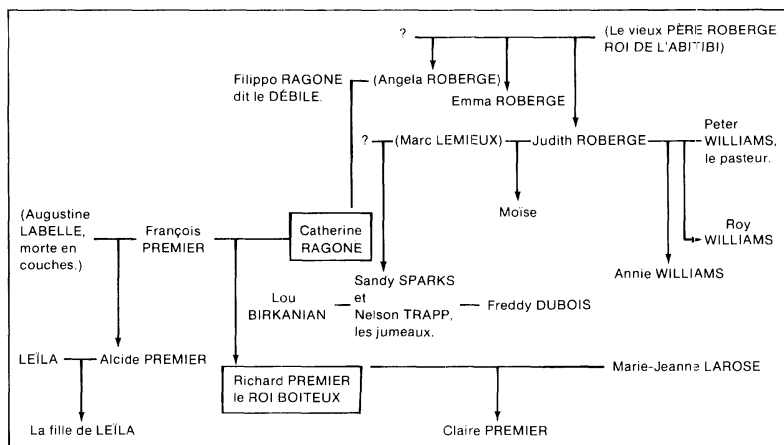 ?
(Le vieux PÈRE ROBERGE
ROI DE L'ABITIBI)
Filippo RAGONE
dit le DÉBILE.
(Angela ROBERGE)
Emma ROBERGE
?
(Marc LEMIEUX)
Judith ROBERGE
Peter
WILLIAMS,
le pasteur.
Moïse
(Augustine
LABELLE,
morte en
couches.)
François
PREMIER
Catherine
RAGONE
Roy
WILLIAMS
Annie WILLIAMS
Lou
BIRKANIAN
Sandy SPARKS
et
Nelson TRAPP,
les jumeaux.
Freddy DUBOIS
LEÏLA
Alcide PREMIER
Richard PREMIER
le ROI BOITEUX
Marie-Jeanne LAROSE
La fille de LEÏLA
Claire PREMIER